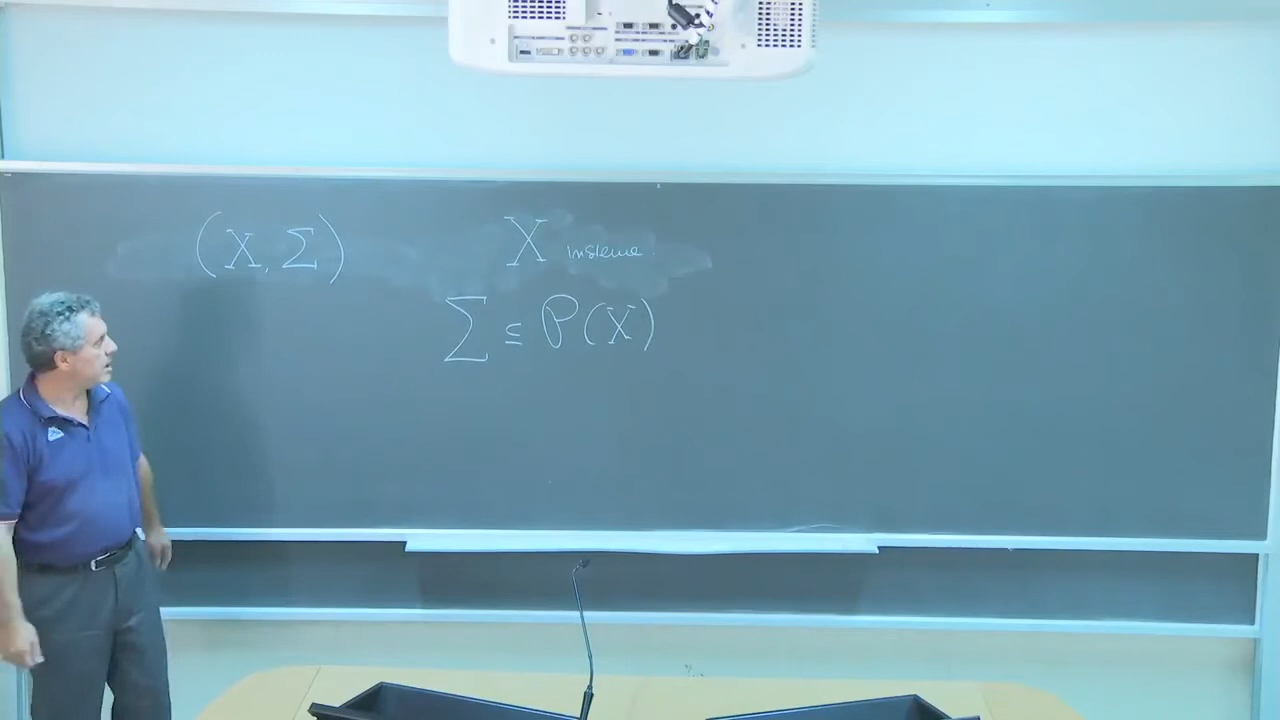 (X, Σ) X insieme.
Σ ⊆ P(X)